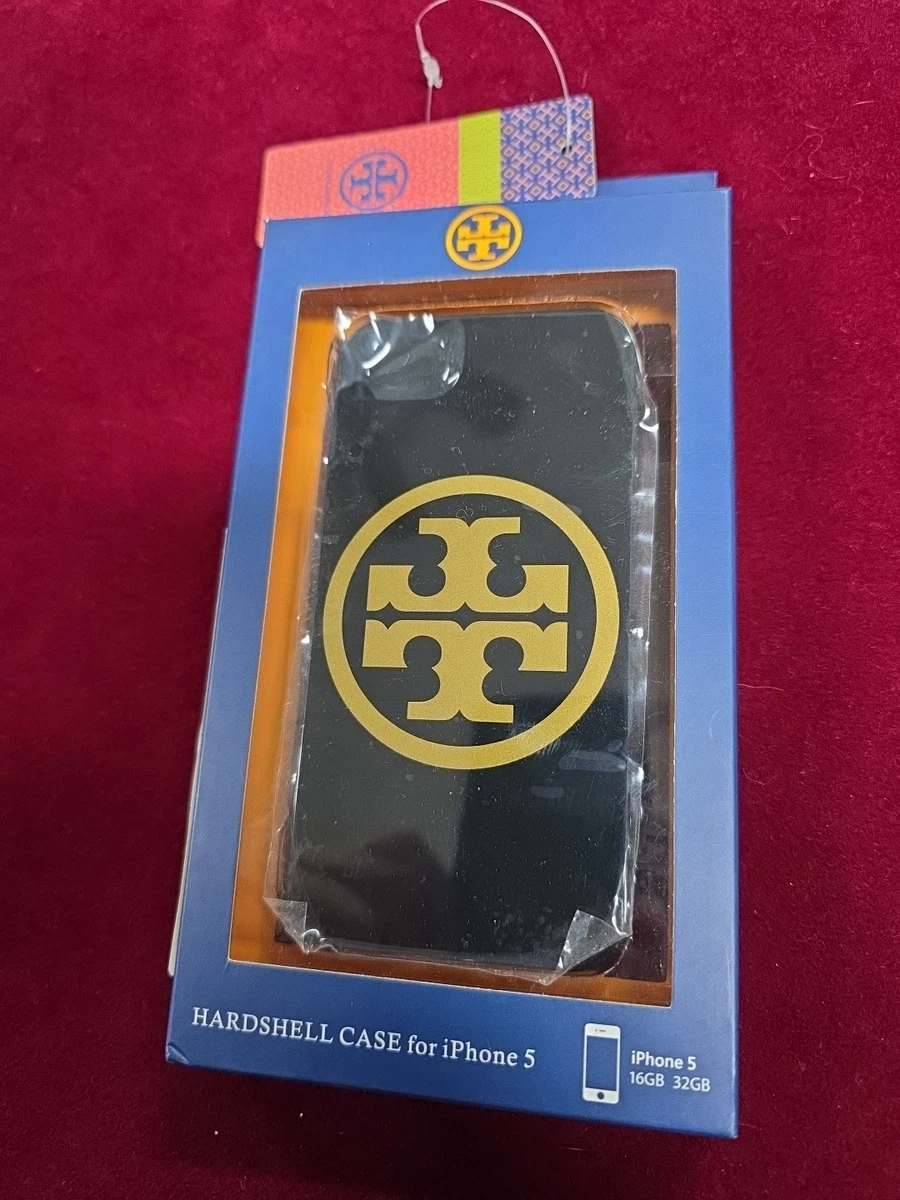 HARDSHELL CASE for iPhone 5
iPhone 5
16GB 32GB